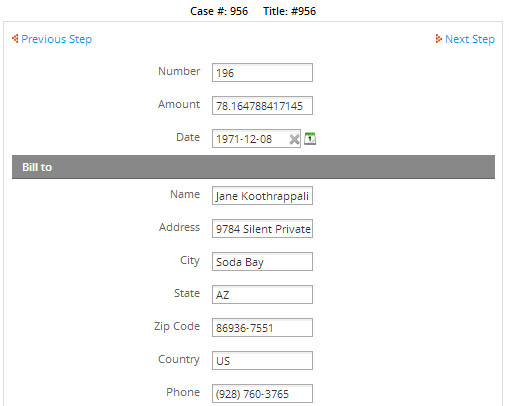 Case #: 956 Title: #956
Previous Step Next Step
Number 196
Amount 78.164788417145
Date 1971-12-08
Bill to
Name Jane Koothrappali
Address 9784 Silent Private
City Soda Bay
State AZ
Zip Code 86936-7551
Country US
Phone (928) 760-3765